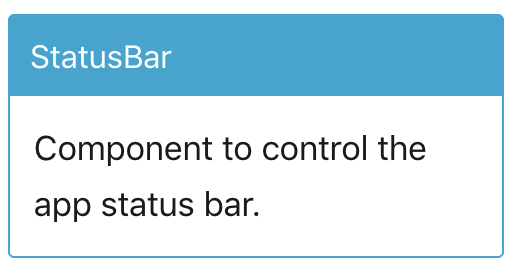 StatusBar
Component to control the
app status bar.